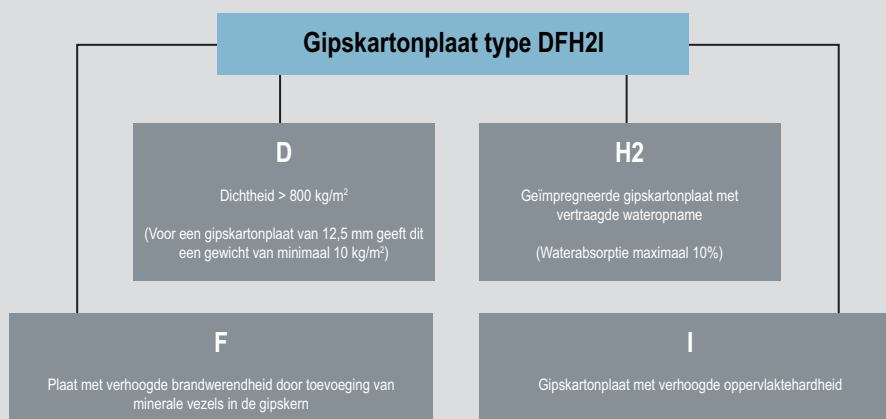 Gipskartonplaat type DFH2I
D
Dichtheid > 800 kg/m²
(Voor een gipskartonplaat van 12,5 mm geeft dit
een gewicht van minimaal 10 kg/m²)
H2
Geïmpregneerde gipskartonplaat met
vertraagde wateropname
(Waterabsorptie maximaal 10%)
F
Plaat met verhoogde brandwerendheid door toevoeging van
minerale vezels in de gipskern
I
Gipskartonplaat met verhoogde oppervlaktehardheid